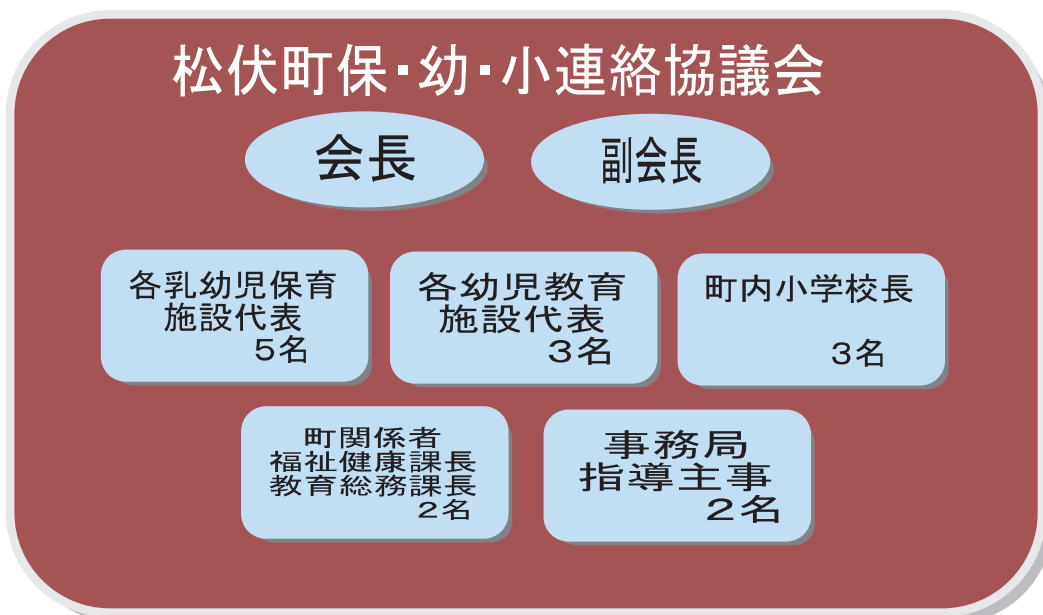 松伏町保・幼・小連絡協議会
会長
副会長
各乳幼児保育
施設代表
5名
各幼児教育
施設代表
3名
町内小学校長
3名
町関係者
福祉健康課長
教育総務課長
2名
事務局
指導主事
2名